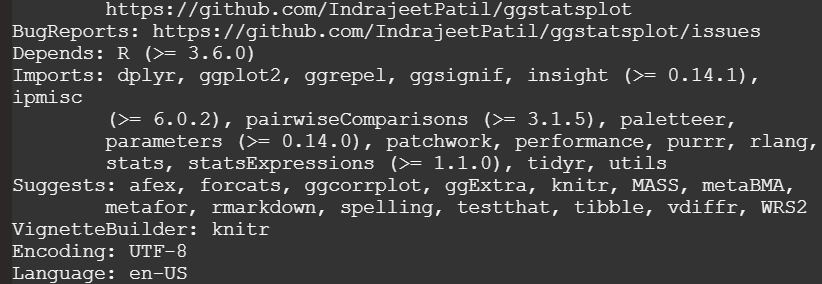 https://github.com/IndrajeetPatil/ggstatsplot
BugReports: https://github.com/IndrajeetPatil/ggstatsplot/issues
Depends: R (>= 3.6.0)
Imports: dplyr, ggplot2, ggrepel, ggsignif, insight (>= 0.14.1),
ipmisc
(>= 6.0.2), pairwiseComparisons (>= 3.1.5), paletteer,
parameters (>= 0.14.0), patchwork, performance, purrr, rlang,
stats, statsExpressions (>= 1.1.0), tidyr, utils
Suggests: afex, forcats, ggcorrplot, ggExtra, knitr, MASS, metaBMA,
metafor, rmarkdown, spelling, testthat, tibble, vdiffr, WRS2
VignetteBuilder: knitr
Encoding: UTF-8
Language: en-US